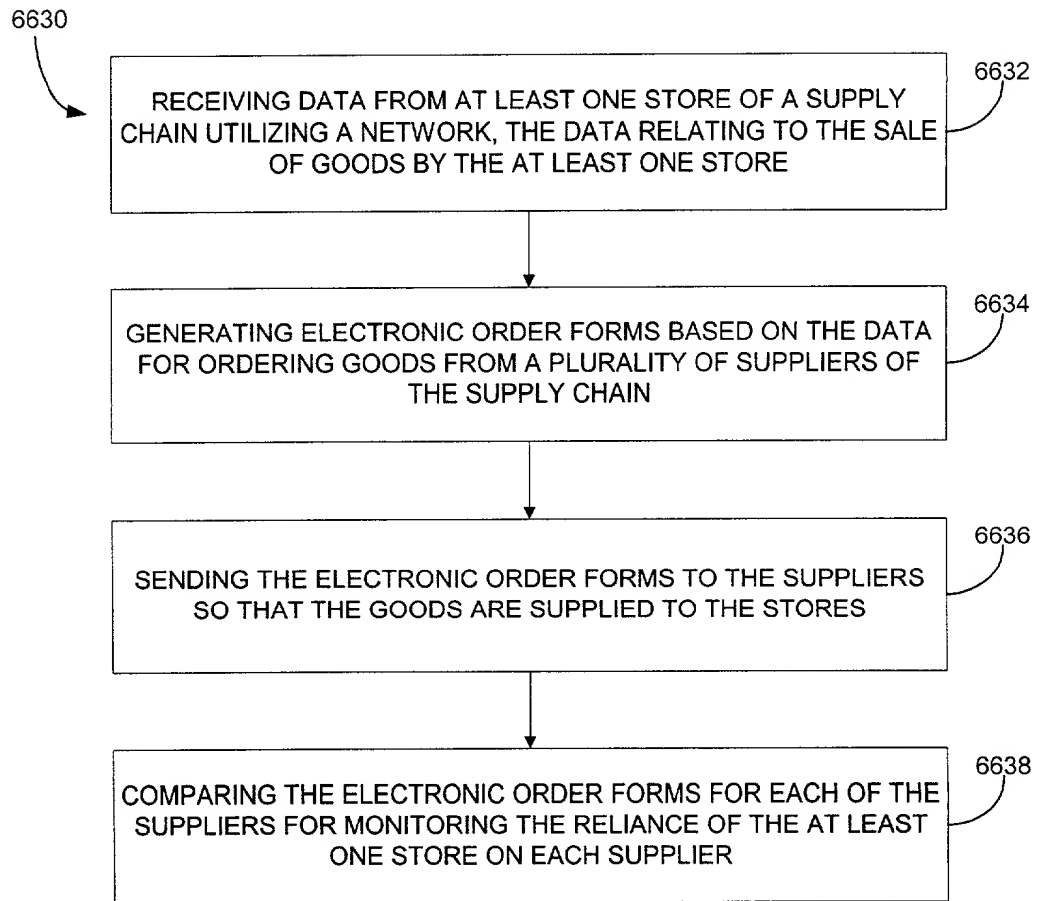 6630
6632
RECEIVING DATA FROM AT LEAST ONE STORE OF A SUPPLY
CHAIN UTILIZING A NETWORK, THE DATA RELATING TO THE SALE
OF GOODS BY THE AT LEAST ONE STORE
6634
GENERATING ELECTRONIC ORDER FORMS BASED ON THE DATA
FOR ORDERING GOODS FROM A PLURALITY OF SUPPLIERS OF
THE SUPPLY CHAIN
6636
SENDING THE ELECTRONIC ORDER FORMS TO THE SUPPLIERS
SO THAT THE GOODS ARE SUPPLIED TO THE STORES
6638
COMPARING THE ELECTRONIC ORDER FORMS FOR EACH OF THE
SUPPLIERS FOR MONITORING THE RELIANCE OF THE AT LEAST
ONE STORE ON EACH SUPPLIER